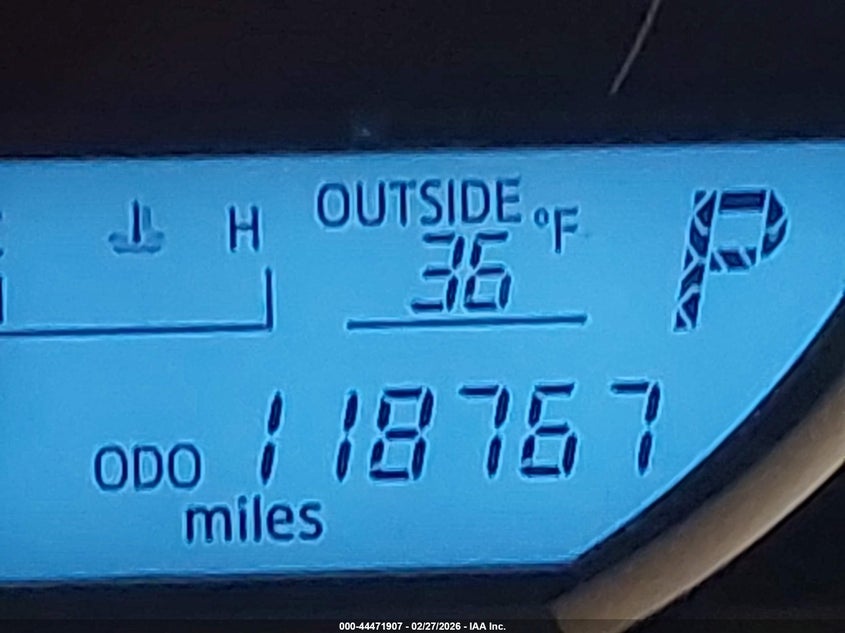 OUTSIDE
H
°F
36
P
ODO 118767
miles
000-44471907 - 02/27/2026 - IAA Inc.